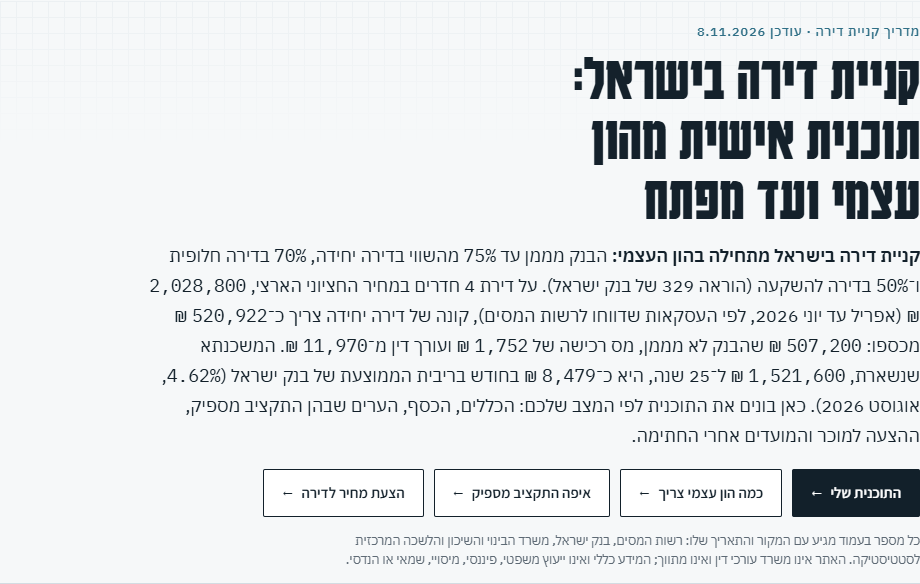 מדריך קניית דירה · עודכן 8.11.2026
קניית דירה בישראל:
תוכנית אישית מהון
עצמי ועד מפתח
קניית דירה בישראל מתחילה בהון העצמי: הבנק מממן עד 75% מהשווי בדירה יחידה, 70% בדירה חלופית
ו־50% בדירה להשקעה (הוראה 329 של בנק ישראל). על דירת 4 חדרים במחיר החציוני הארצי, 2,028,800
₪ (אפריל עד יוני 2026, לפי העסקאות שדווחו לרשות המסים), קונה של דירה יחידה צריך כ־520,922 ₪
מכספו: 507,200 ₪ שהבנק לא מממן, מס רכישה של 1,752 ₪ ועורך דין מ־11,970 ₪. המשכנתא
שנשארת, 1,521,600 ₪ ל־25 שנה, היא כ־8,479 ₪ בחודש בריבית הממוצעת של בנק ישראל (4.62%,
אוגוסט 2026). כאן בונים את התוכנית לפי המצב שלכם: הכללים, הכסף, הערים שבהן התקציב מספיק,
ההצעה למוכר והמועדים אחרי החתימה.
התוכנית שלי ←
כמה הון עצמי צריך ←
איפה התקציב מספיק ←
הצעת מחיר לדירה ←
כל מספר בעמוד מגיע עם המקור והתאריך שלו: רשות המסים, בנק ישראל, משרד הבינוי והשיכון והלשכה המרכזית
לסטטיסטיקה. האתר אינו משרד עורכי דין ואינו מתווך; המידע כללי ואינו ייעוץ משפטי, פיננסי, מיסויי, שמאי או הנדסי.